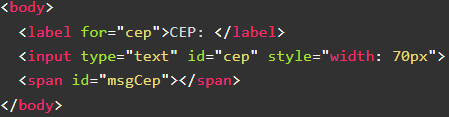 <body>
<label for="cep">CEP: </label>
<input type="text" id="cep" style="width: 70px">
<span id="msgCep"></span>
</body>